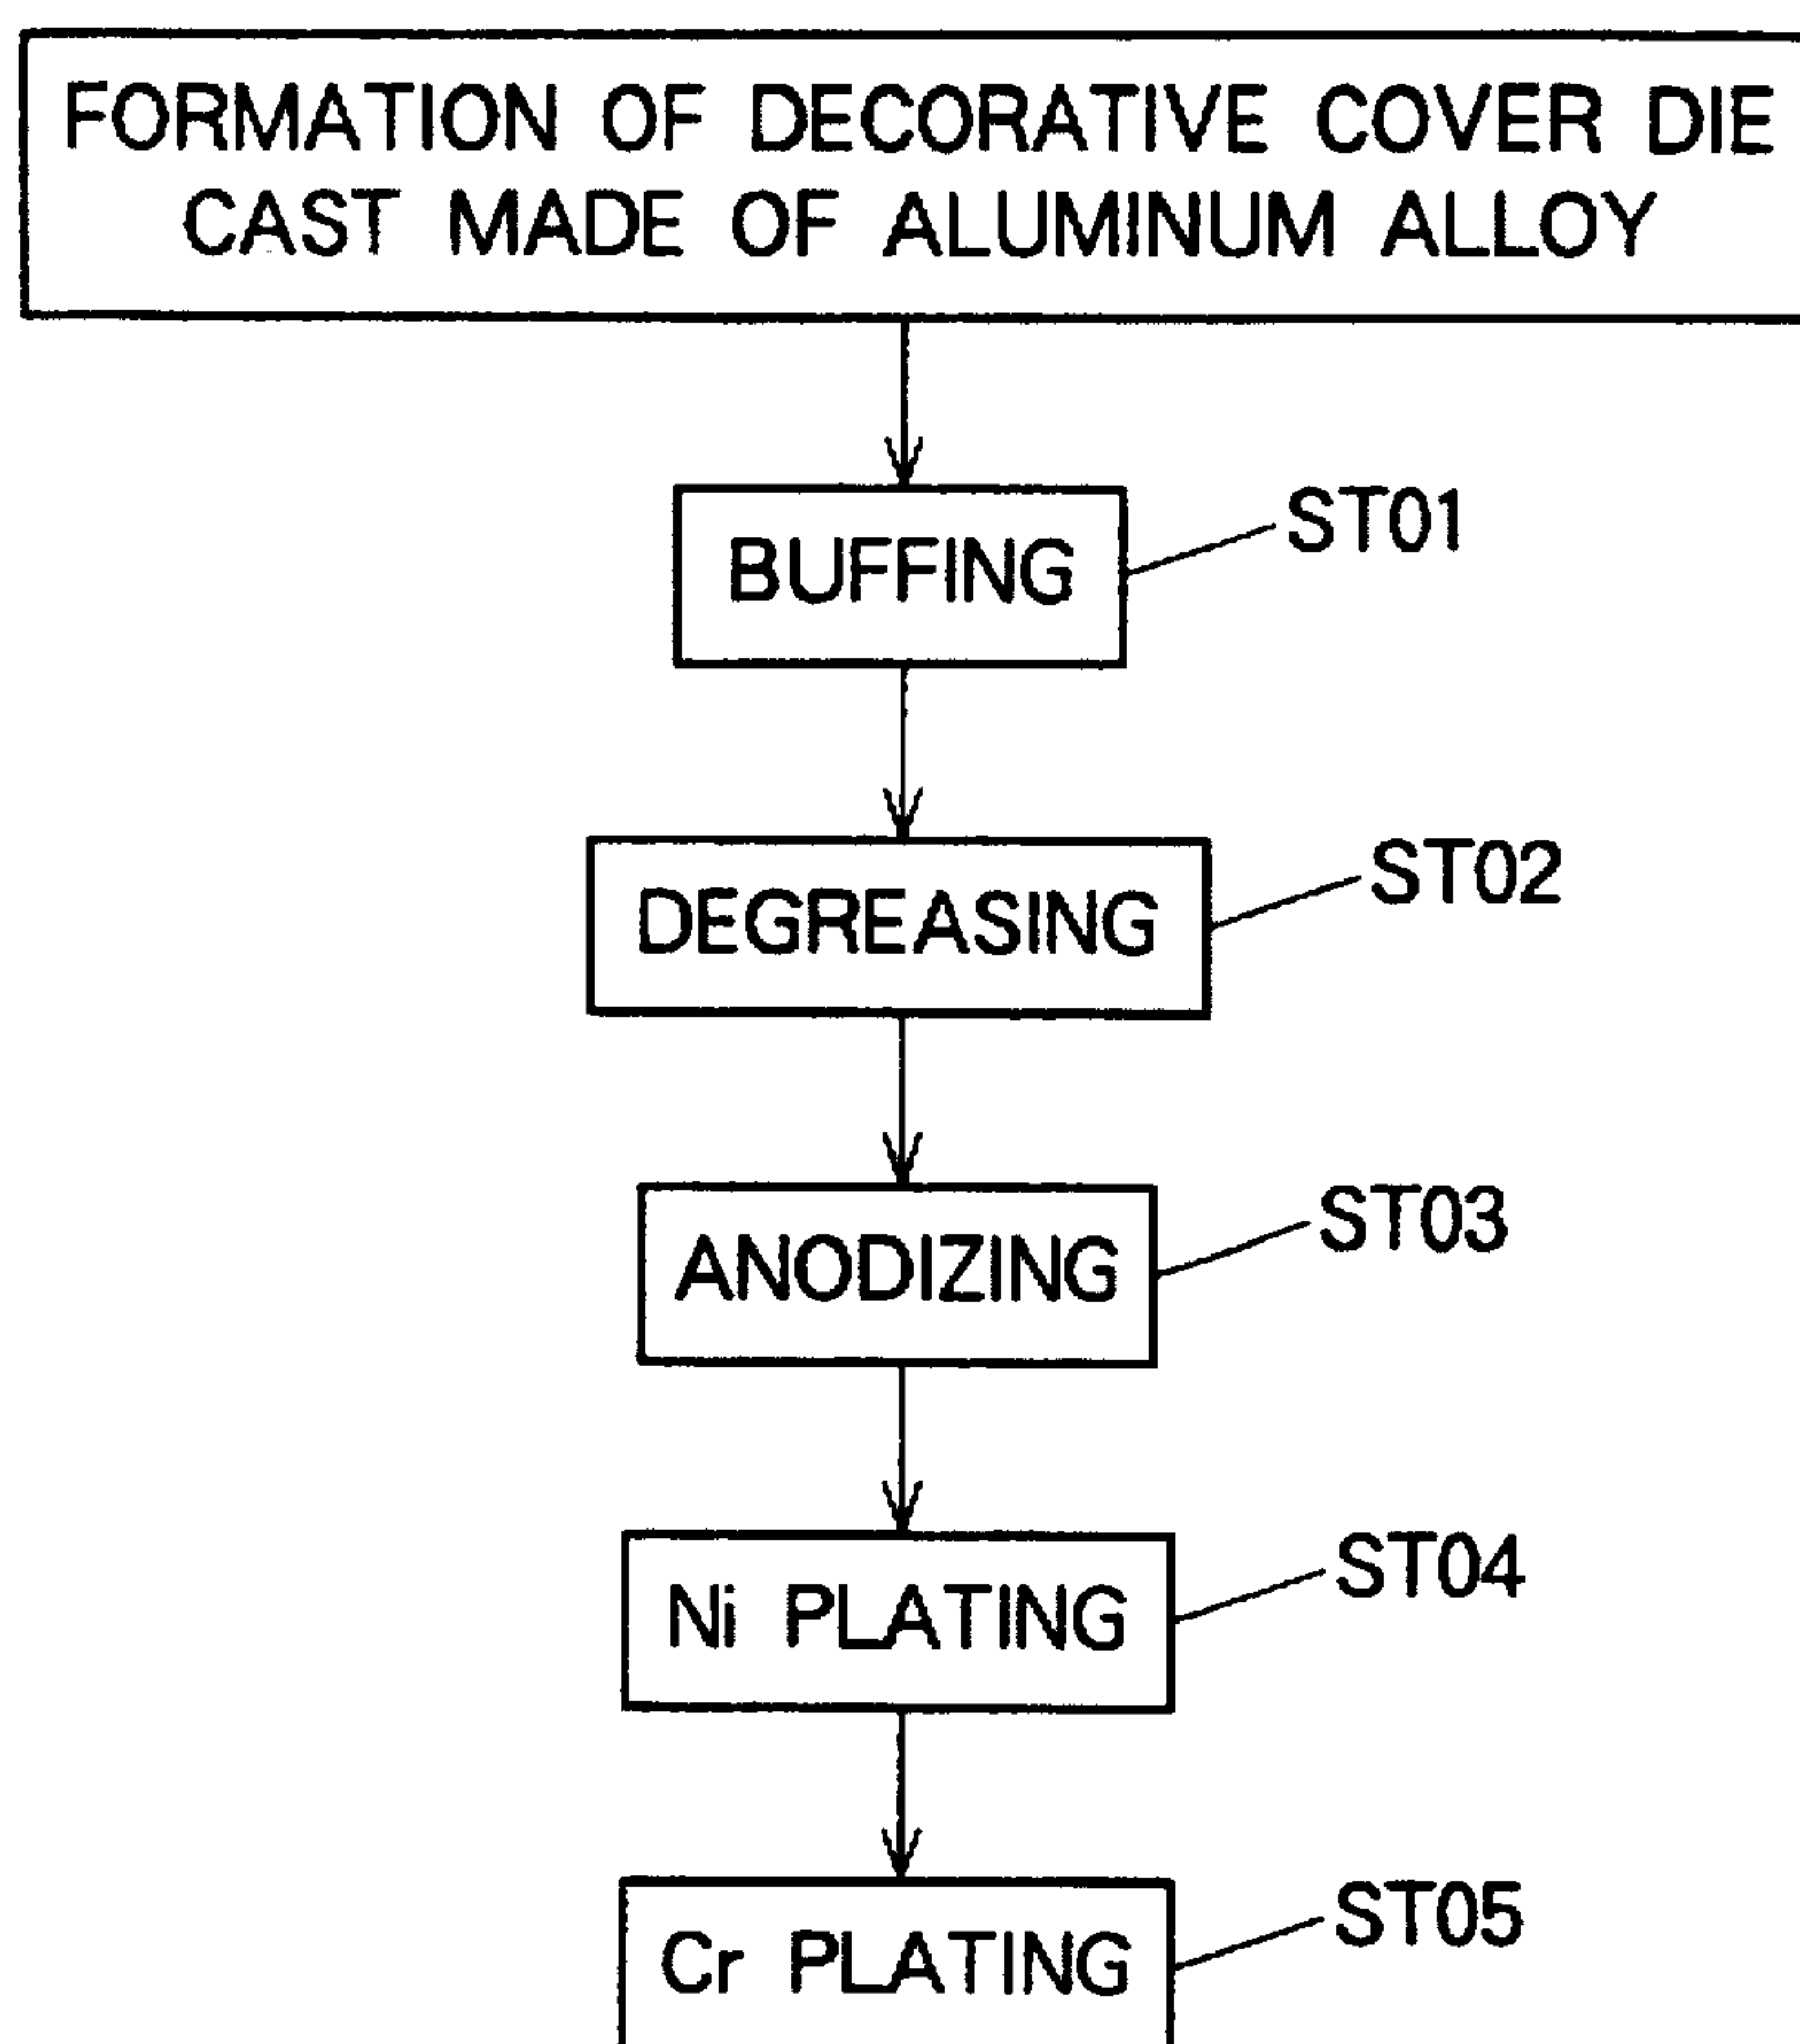 FORMATION OF DECORATIVE COVER DIE
CAST MADE OF ALUMINUM ALLOY
BUFFING
ST01
DEGREASING
ST02
ANODIZING
ST03
Ni PLATING
ST04
Cr PLATING
ST05